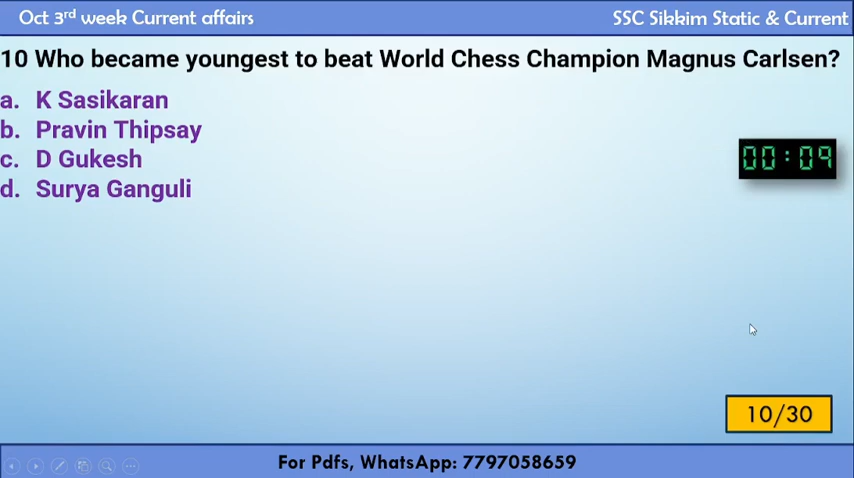 Oct 3rd week Current affairs
SSC Sikkim Static & Current
10 Who became youngest to beat World Chess Champion Magnus Carlsen?
a. K Sasikaran
b. Pravin Thipsay
c. D Gukesh
d. Surya Ganguli
00:09
10/30
For Pdfs, WhatsApp: 7797058659